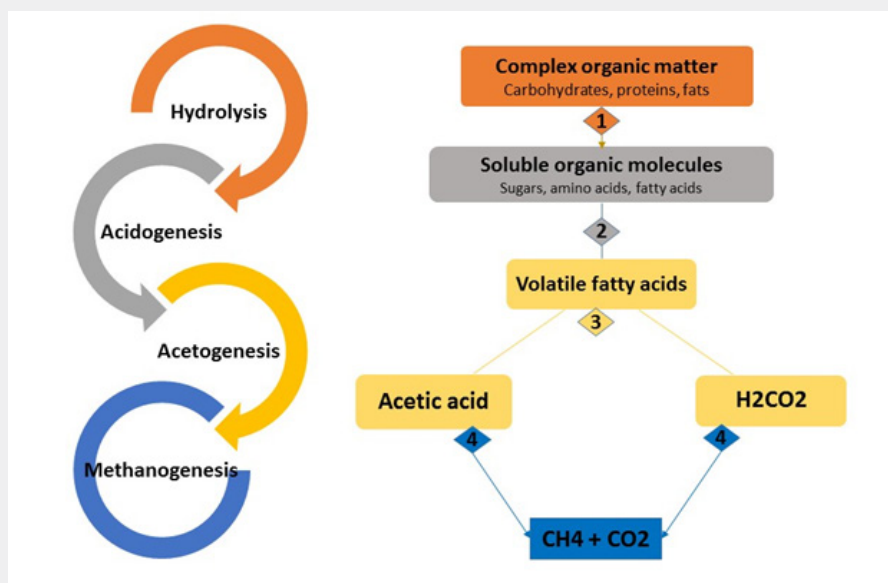 Hydrolysis
Acidogenesis
Acetogenesis
Methanogenesis
Complex organic matter
Carbohydrates, proteins, fats
1
Soluble organic molecules
Sugars, amino acids, fatty acids
2
Volatile fatty acids
3
Acetic acid
H2CO2
4
4
CH4 + CO2